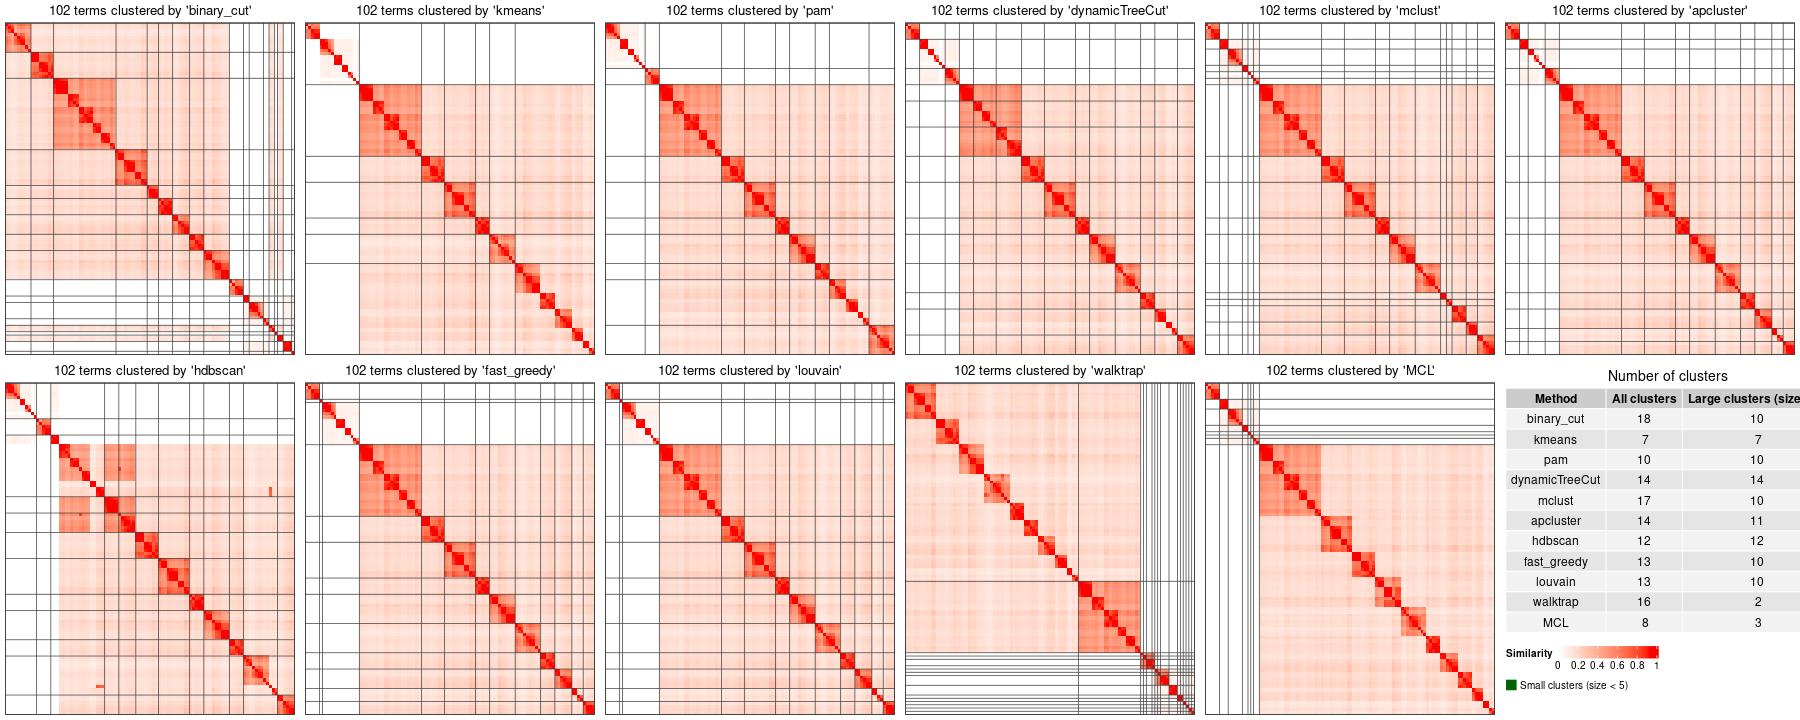 102 terms clustered by 'binary_cut'
102 terms clustered by 'kmeans'
102 terms clustered by 'pam'
102 terms clustered by 'dynamicTreeCut'
102 terms clustered by 'mclust'
102 terms clustered by 'apcluster'
102 terms clustered by 'hdbscan'
102 terms clustered by 'fast_greedy'
102 terms clustered by 'louvain'
102 terms clustered by 'walktrap'
102 terms clustered by 'MCL'
Number of clusters
Method All clusters Large clusters (size
binary_cut 18 10
kmeans 7 7
pam 10 10
dynamicTreeCut 14 14
mclust 17 10
apcluster 14 11
hdbscan 12 12
fast_greedy 13 10
louvain 13 10
walktrap 16 2
MCL 8 3
Similarity
0 0.2 0.4 0.6 0.8 1
Small clusters (size < 5)